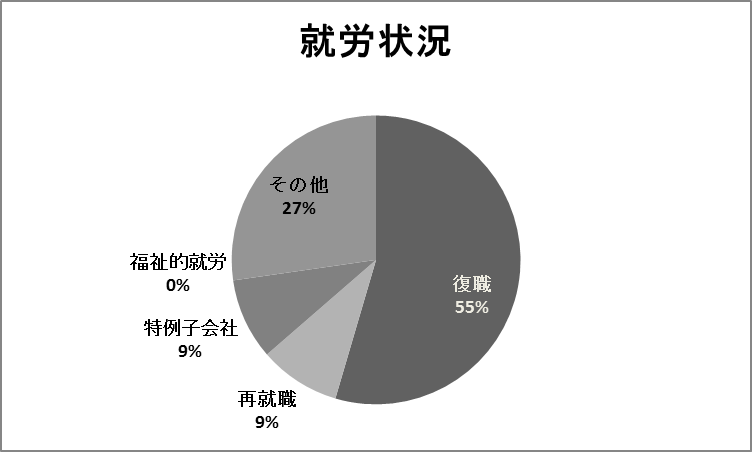 就労状況
その他
27%
復職
55%
福祉的就労
0%
特例子会社
9%
再就職
9%